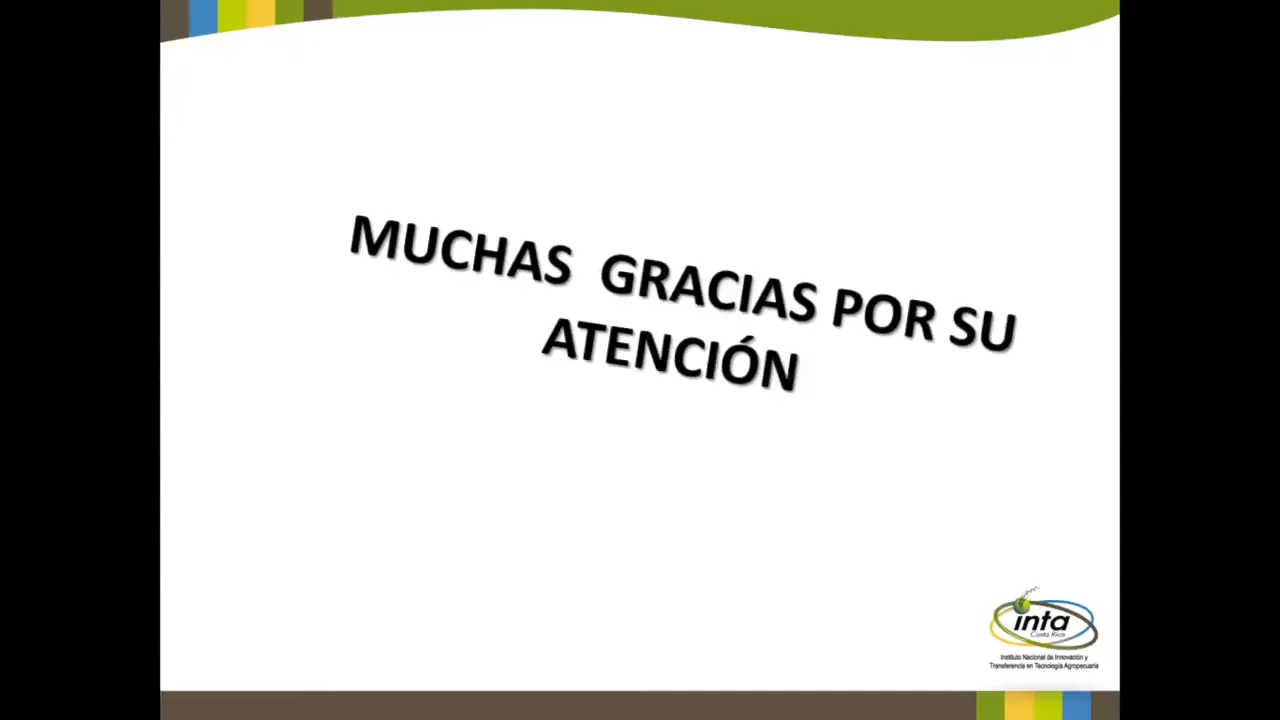 MUCHAS  GRACIAS POR SU
ATENCIÓN
inta
Costa Rica
Instituto Nacional de Innovación y
Transferencia en Tecnología Agropecuaria